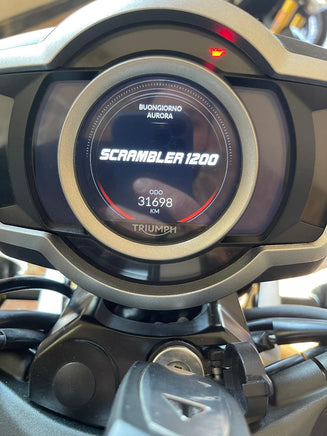 BUONGIORNO
AURORA
SCRAMBLER 1200
ODO
31698
KM
TRIUMPH